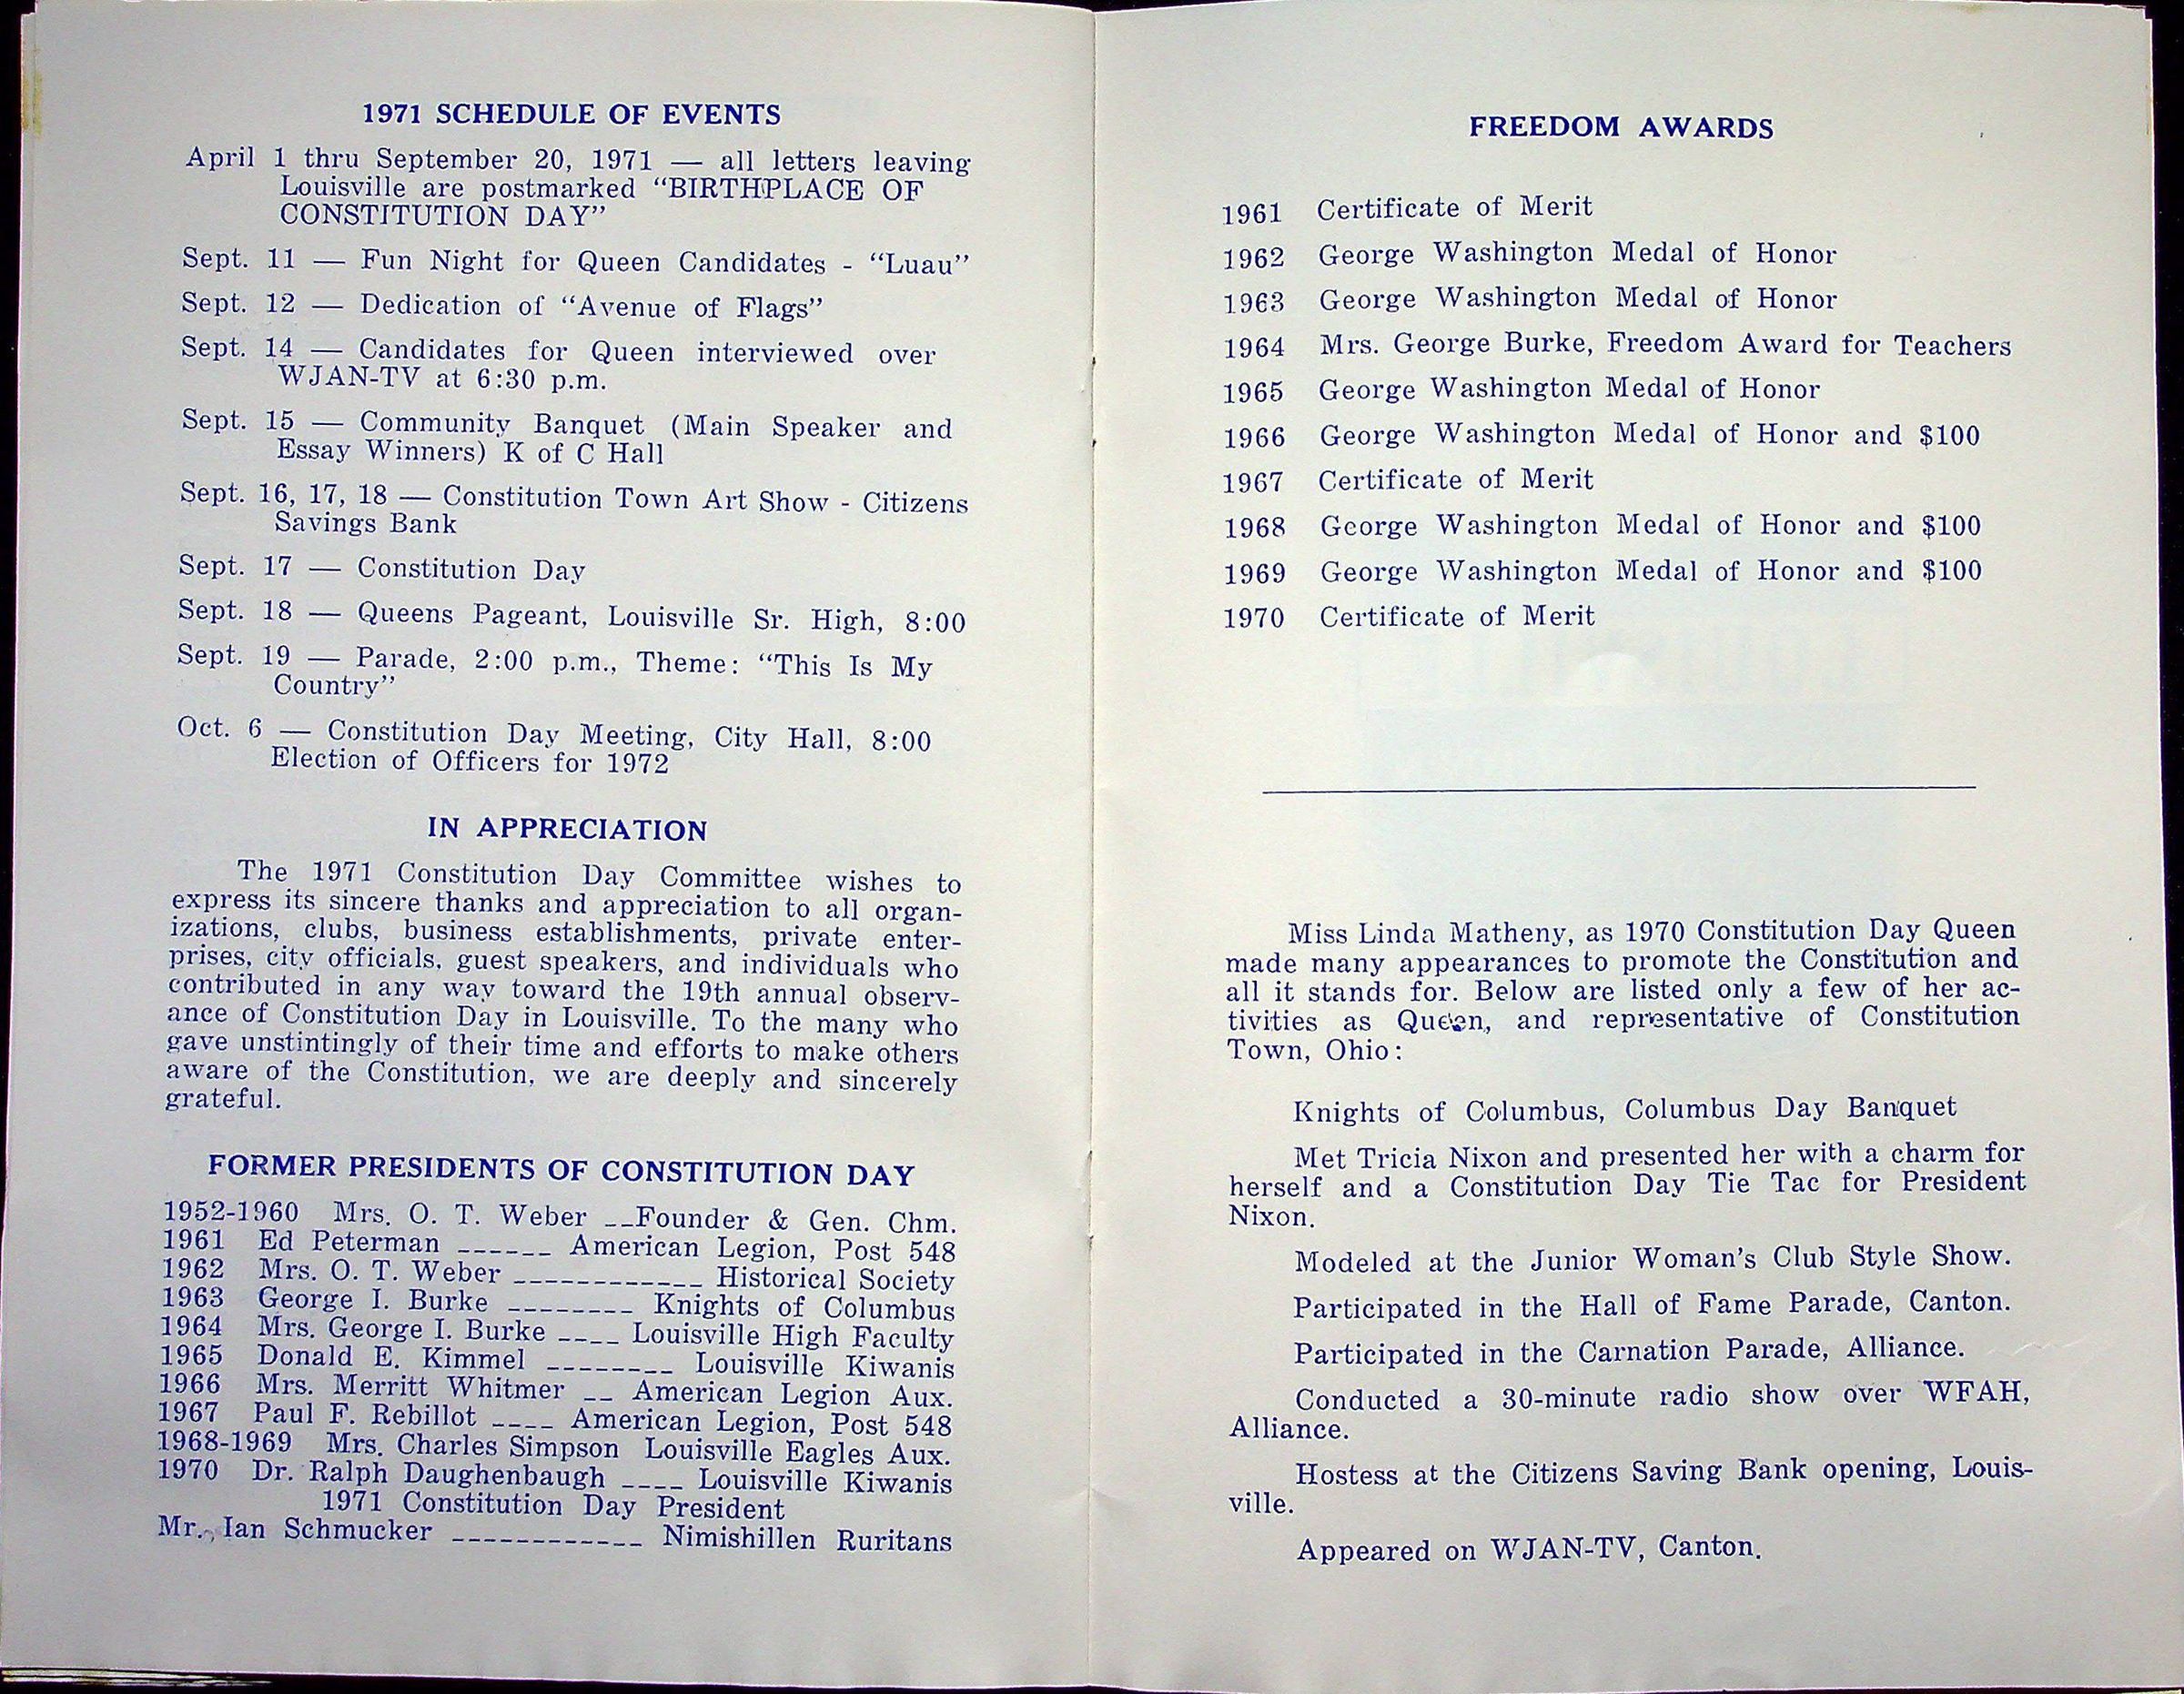 1971 SCHEDULE OF EVENTS
April 1 thru September 20, 1971 — all letters leaving
Louisville are postmarked “BIRTHPLACE OF
CONSTITUTION DAY”
Sept. 11 — Fun Night for Queen Candidates - “Luau”
Sept. 12 — Dedication of “Avenue of Flags”
Sept. 14 — Candidates for Queen interviewed over
WJAN-TV at 6:30 p.m.
Sept. 15 — Community Banquet (Main Speaker and
Essay Winners) K of C Hall
Sept. 16, 17, 18 — Constitution Town Art Show - Citizens
Savings Bank
Sept. 17 — Constitution Day
Sept. 18 — Queens Pageant, Louisville Sr. High, 8:00
Sept. 19 — Parade, 2:00 p.m., Theme: “This Is My
Country”
Oct. 6 — Constitution Day Meeting, City Hall, 8:00
Election of Officers for 1972
IN APPRECIATION
The 1971 Constitution Day Committee wishes to
express its sincere thanks and appreciation to all organ-
izations, clubs, business establishments, private enter-
prises, city officials, guest speakers, and individuals who
contributed in any way toward the 19th annual observ-
ance of Constitution Day in Louisville. To the many who
gave unstintingly of their time and efforts to make others
aware of the Constitution, we are deeply and sincerely
grateful.
FORMER PRESIDENTS OF CONSTITUTION DAY
1952-1960 Mrs. O. T. Weber __Founder & Gen. Chm.
1961 Ed Peterman ______ American Legion, Post 548
1962 Mrs. O. T. Weber ____________ Historical Society
1963 George I. Burke ________ Knights of Columbus
1964 Mrs. George I. Burke ____ Louisville High Faculty
1965 Donald E. Kimmel ________ Louisville Kiwanis
1966 Mrs. Merritt Whitmer __ American Legion Aux.
1967 Paul F. Rebillot ____ American Legion, Post 548
1968-1969 Mrs. Charles Simpson Louisville Eagles Aux.
1970 Dr. Ralph Daughenbaugh ____ Louisville Kiwanis
1971 Constitution Day President
Mr. Ian Schmucker ____________ Nimishillen Ruritans
FREEDOM AWARDS
1961 Certificate of Merit
1962 George Washington Medal of Honor
1963 George Washington Medal of Honor
1964 Mrs. George Burke, Freedom Award for Teachers
1965 George Washington Medal of Honor
1966 George Washington Medal of Honor and $100
1967 Certificate of Merit
1968 George Washington Medal of Honor and $100
1969 George Washington Medal of Honor and $100
1970 Certificate of Merit
Miss Linda Matheny, as 1970 Constitution Day Queen
made many appearances to promote the Constitution and
all it stands for. Below are listed only a few of her ac-
tivities as Queen, and representative of Constitution
Town, Ohio:
Knights of Columbus, Columbus Day Banquet
Met Tricia Nixon and presented her with a charm for
herself and a Constitution Day Tie Tac for President
Nixon.
Modeled at the Junior Woman’s Club Style Show.
Participated in the Hall of Fame Parade, Canton.
Participated in the Carnation Parade, Alliance.
Conducted a 30-minute radio show over WFAH,
Alliance.
Hostess at the Citizens Saving Bank opening, Louis-
ville.
Appeared on WJAN-TV, Canton.